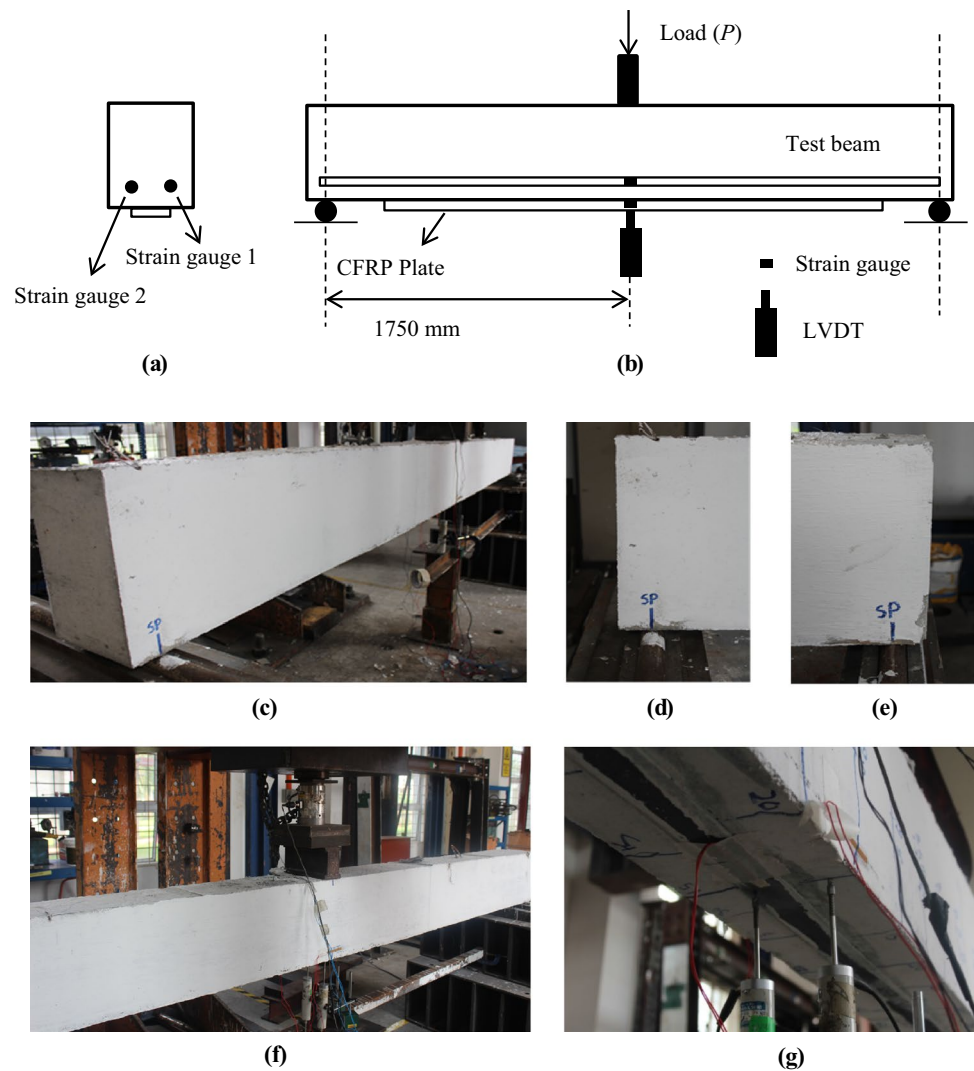 Load (P)
Test beam
Strain gauge 1
Strain gauge 2
CFRP Plate
Strain gauge
1750 mm
LVDT
(a)
(b)
SP
SP
SP
(c)
(d)
(e)
(f)
(g)